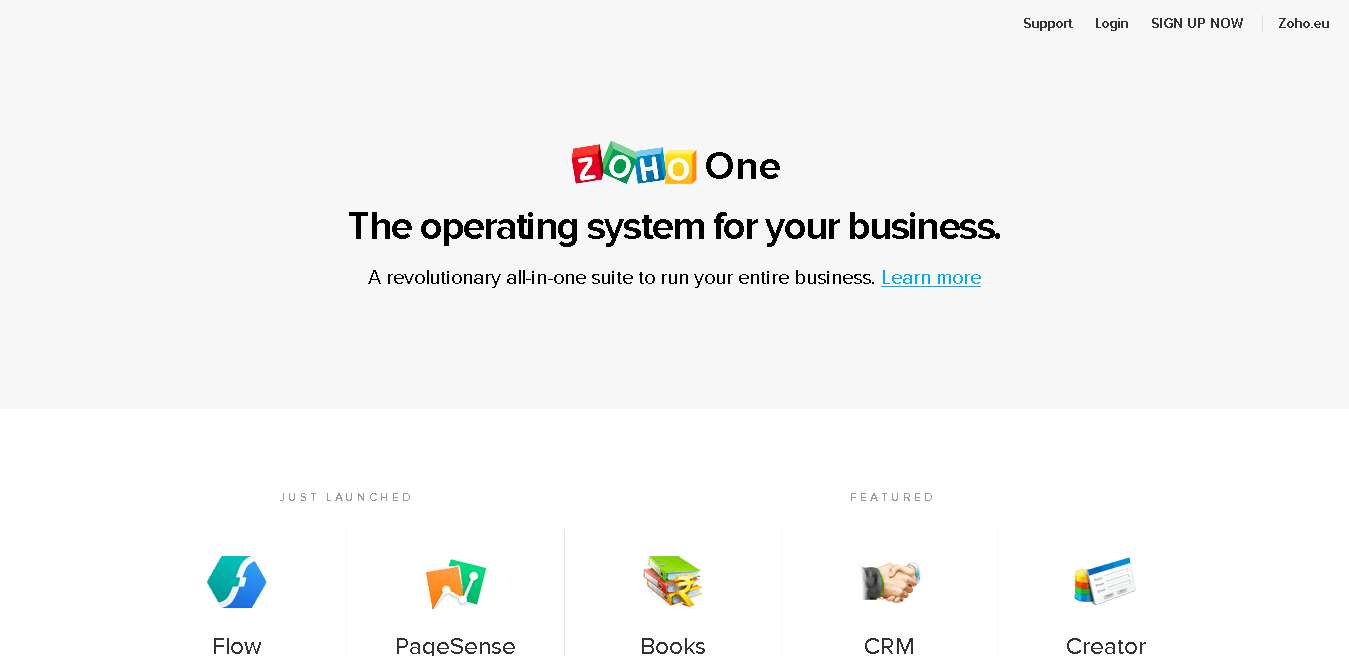 Support Login SIGN UP NOW Zoho.eu
ZOHO One
The operating system for your business.
A revolutionary all-in-one suite to run your entire business. Learn more
JUST LAUNCHED FEATURED
Flow PageSense Books CRM Creator